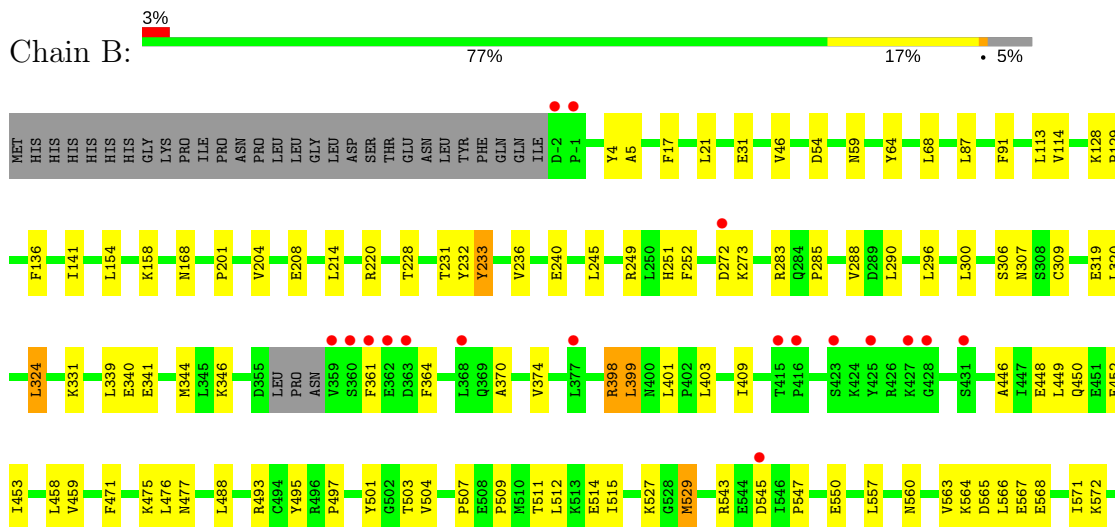 3%
Chain B:
77% 17% • 5%
MET HIS HIS HIS HIS HIS HIS GLY LYS PRO ILE PRO ASN PRO LEU LEU GLY LEU ASP SER THR GLU ASN LEU TYR PHE GLN GLN ILE D-2 P-1 Y4 A5 F17 L21 E31 V46 D54 N59 Y64 L68 L87 F91 L113 V114 K128
F136 I141 L154 K158 N168 P201 V204 E208 L214 R220 T228 T231 Y232 Y233 V236 E240 L245 R249 L250 H251 F252 D272 K273 R283 Q284 P285 V288 D289 L290 L296 L300 S306 N307 S308 C309 E319
L324 K331 L339 E340 E341 M344 L345 K346 D355 LEU PRO ASN V359 S360 F361 E362 D363 F364 L368 Q369 A370 V374 L377 R398 L399 N400 L401 P402 L403 I409 T415 P416 S423 K424 Y425 R426 K427 G428 S431 A446 I447 E448 L449 Q450 E451
I453 L458 V459 F471 K475 L476 N477 L488 R493 C494 Y495 R496 P497 Y501 G502 T503 V504 P507 E508 P509 M510 T511 L512 K513 E514 I515 K527 G528 M529 R543 E544 D545 I546 P547 E550 L557 N560 V563 K564 D565 L566 E567 E568 I571 K572